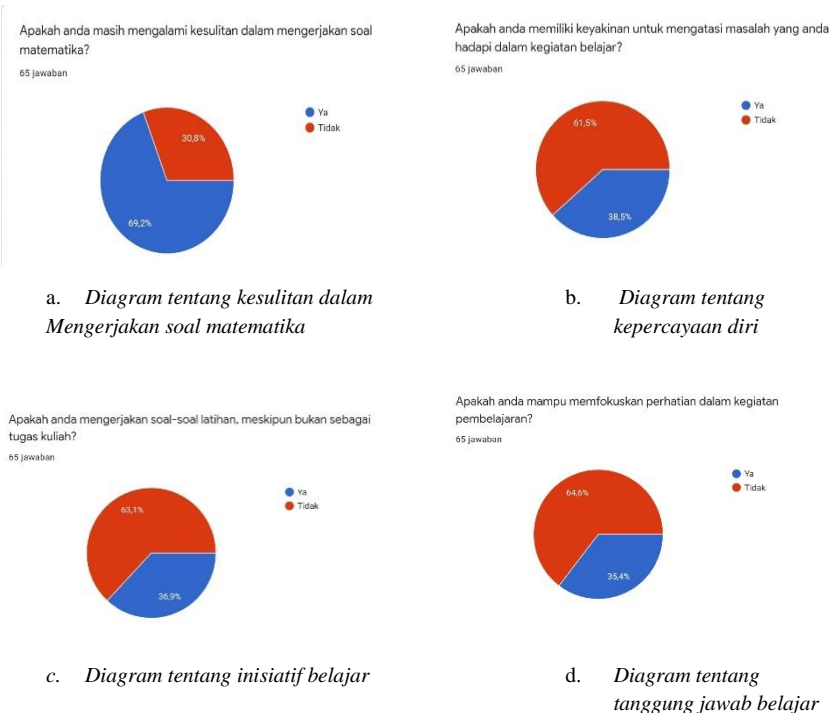 Apakah anda masih mengalami kesulitan dalam mengerjakan soal
matematika?
65 jawaban
Ya
Tidak
30,8%
69,2%
a. Diagram tentang kesulitan dalam
Mengerjakan soal matematika
Apakah anda memiliki keyakinan untuk mengatasi masalah yang anda
hadapi dalam kegiatan belajar?
65 jawaban
Ya
Tidak
61,5%
38,5%
b. Diagram tentang
kepercayaan diri
Apakah anda mengerjakan soal-soal latihan, meskipun bukan sebagai
tugas kuliah?
65 jawaban
Ya
Tidak
63,1%
36,9%
c. Diagram tentang inisiatif belajar
Apakah anda mampu memfokuskan perhatian dalam kegiatan
pembelajaran?
65 jawaban
Ya
Tidak
64,6%
35,4%
d. Diagram tentang
tanggung jawab belajar